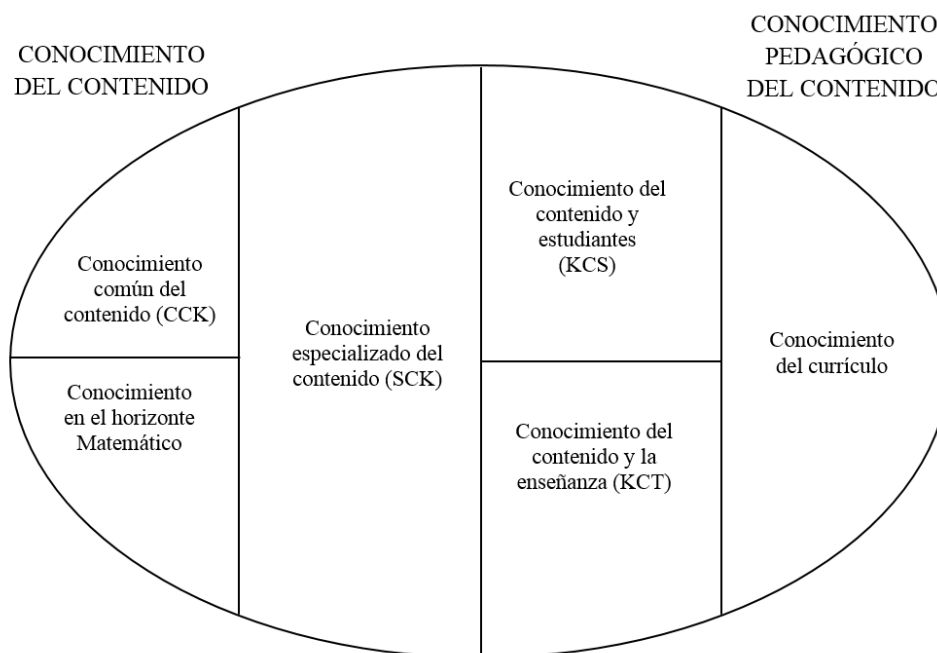 CONOCIMIENTO
DEL CONTENIDO
CONOCIMIENTO
PEDAGÓGICO
DEL CONTENIDO
Conocimiento
común del
contenido (CCK)
Conocimiento
en el horizonte
Matemático
Conocimiento
especializado del
contenido (SCK)
Conocimiento del
contenido y
estudiantes
(KCS)
Conocimiento del
contenido y la
enseñanza (KCT)
Conocimiento
del currículo